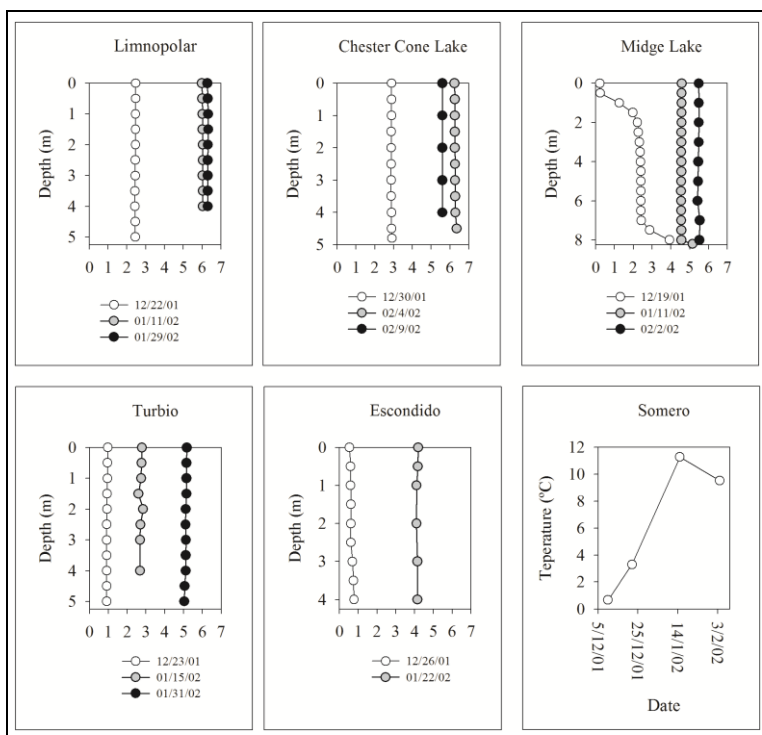 Limnopolar
Depth (m)
0
1
2
3
4
5
0 1 2 3 4 5 6 7
12/22/01
01/11/02
01/29/02
Chester Cone Lake
Depth (m)
0
1
2
3
4
5
0 1 2 3 4 5 6 7
12/30/01
02/4/02
02/9/02
Midge Lake
Depth (m)
0
2
4
6
8
0 1 2 3 4 5 6 7
12/19/01
01/11/02
02/2/02
Turbio
Depth (m)
0
1
2
3
4
5
0 1 2 3 4 5 6 7
12/23/01
01/15/02
01/31/02
Escondido
Depth (m)
0
1
2
3
4
0 1 2 3 4 5 6 7
12/26/01
01/22/02
Somero
Teperature (ºC)
12
10
8
6
4
2
0
5/12/01
25/12/01
14/1/02
3/2/02
Date